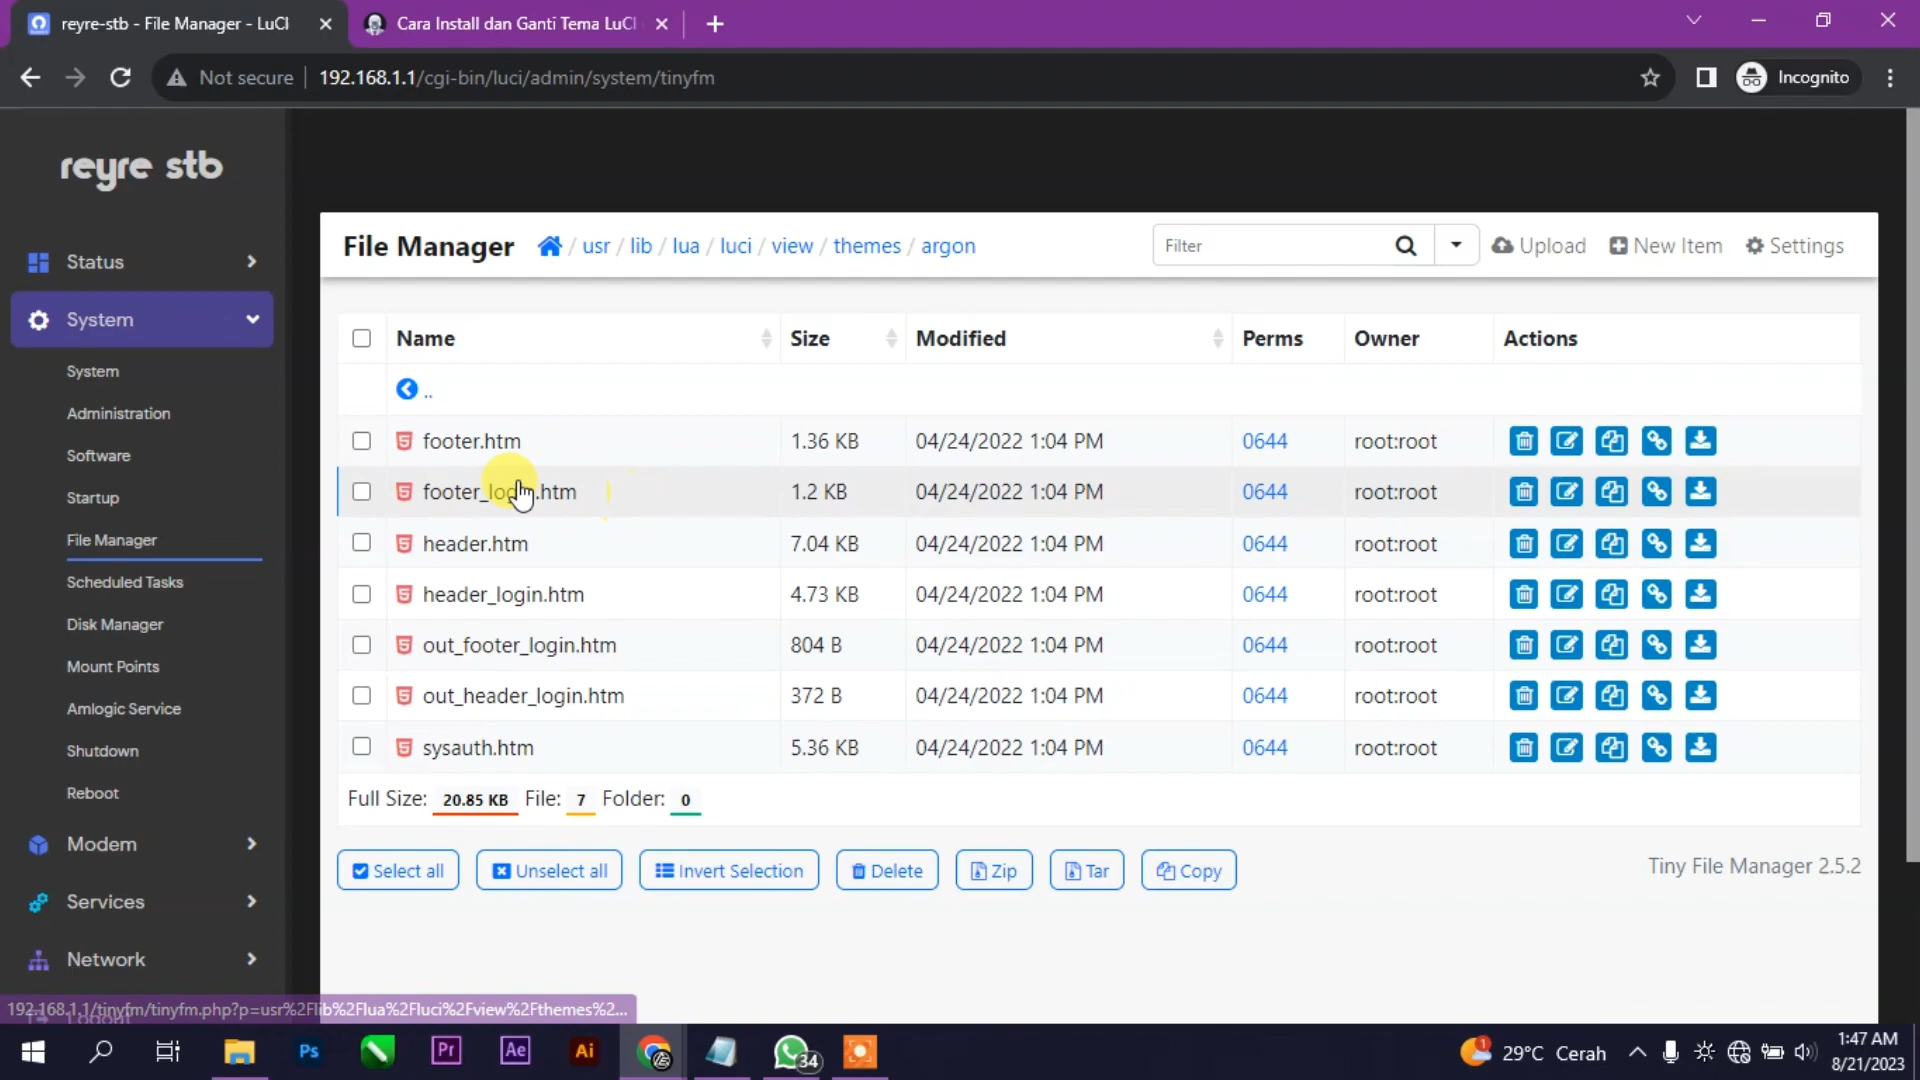 reyre-stb - File Manager - LuCI
Cara Install dan Ganti Tema LuCI
Not secure
192.168.1.1/cgi-bin/luci/admin/system/tinyfm
Incognito
reyre stb
Status
System
System
Administration
Software
Startup
File Manager
Scheduled Tasks
Disk Manager
Mount Points
Amlogic Service
Shutdown
Reboot
Modem
Services
Network
Logout
File Manager / usr / lib / lua / luci / view / themes / argon
Filter
Upload
New Item
Settings
Name Size Modified Perms Owner Actions
..
footer.htm 1.36 KB 04/24/2022 1:04 PM 0644 root:root
footer_login.htm 1.2 KB 04/24/2022 1:04 PM 0644 root:root
header.htm 7.04 KB 04/24/2022 1:04 PM 0644 root:root
header_login.htm 4.73 KB 04/24/2022 1:04 PM 0644 root:root
out_footer_login.htm 804 B 04/24/2022 1:04 PM 0644 root:root
out_header_login.htm 372 B 04/24/2022 1:04 PM 0644 root:root
sysauth.htm 5.36 KB 04/24/2022 1:04 PM 0644 root:root
Full Size: 20.85 KB File: 7 Folder: 0
Select all
Unselect all
Invert Selection
Delete
Zip
Tar
Copy
Tiny File Manager 2.5.2
192.168.1.1/tinyfm/tinyfm.php?p=usr%2Flib%2Flua%2Fluci%2Fview%2Fthemes%2...
Ps
Pr
Ae
Ai
34
1
29°C Cerah
1:47 AM
8/21/2023